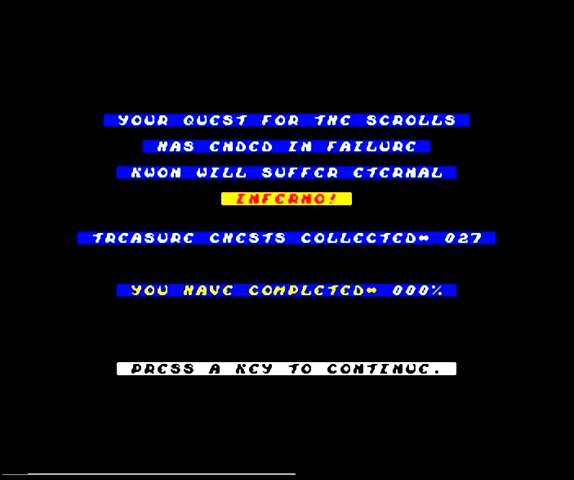 YOUR QUEST FOR THE SCROLLS
HAS ENDED IN FAILURE
KWON WILL SUFFER ETERNAL
INFERNO!
TREASURE CHESTS COLLECTED= 027
YOU HAVE COMPLETED= 000%
PRESS A KEY TO CONTINUE.